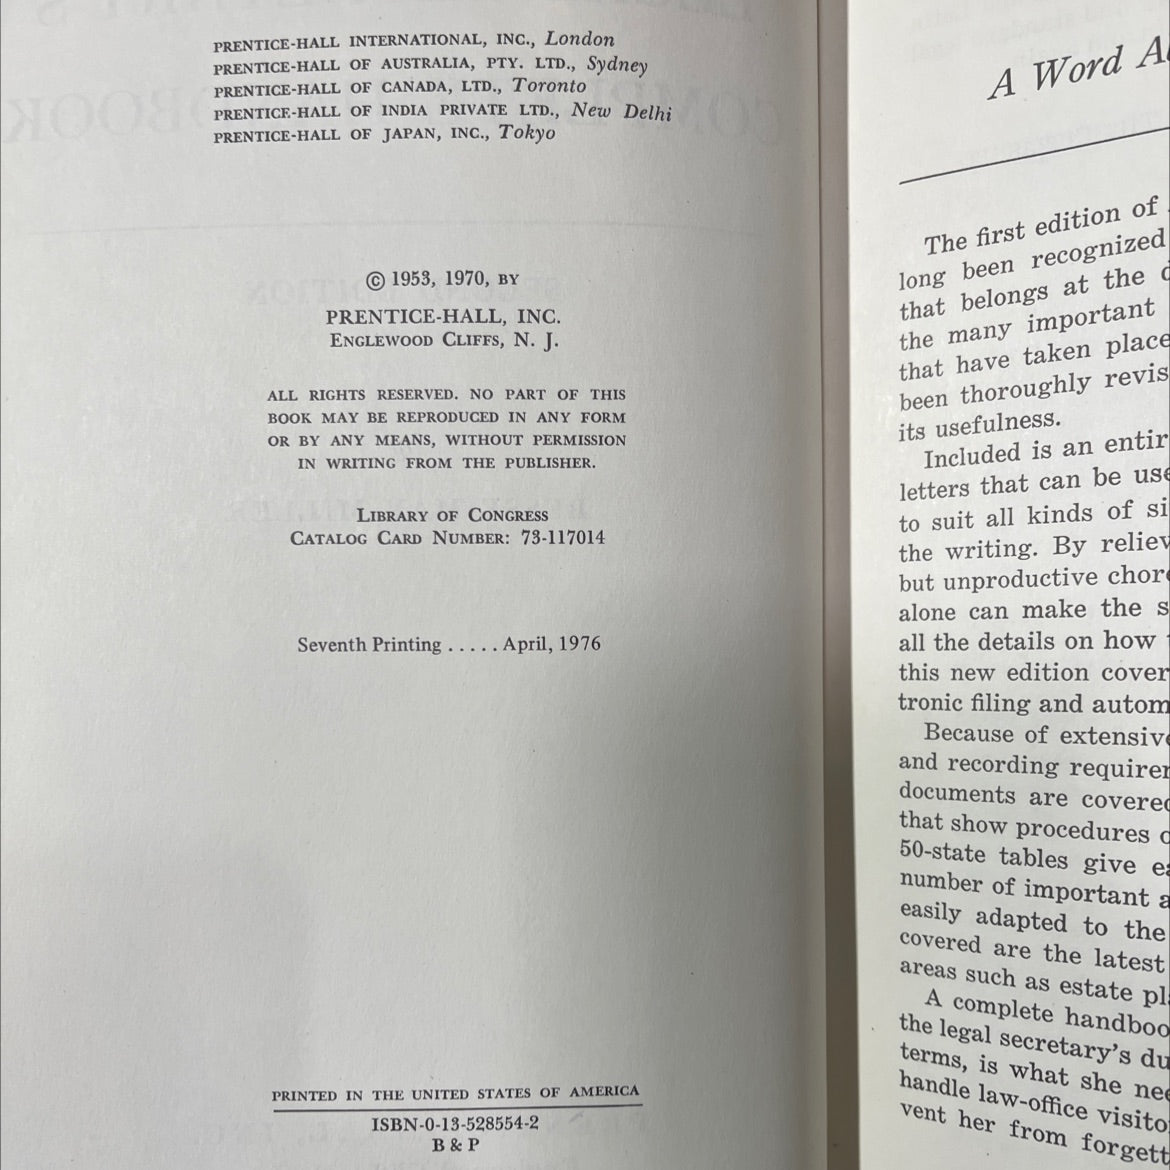 PRENTICE-HALL INTERNATIONAL, INC., London
PRENTICE-HALL OF AUSTRALIA, PTY. LTD., Sydney
PRENTICE-HALL OF CANADA, LTD., Toronto
PRENTICE-HALL OF INDIA PRIVATE LTD., New Delhi
PRENTICE-HALL OF JAPAN, INC., Tokyo
© 1953, 1970, BY
PRENTICE-HALL, INC.
ENGLEWOOD CLIFFS, N. J.
ALL RIGHTS RESERVED. NO PART OF THIS
BOOK MAY BE REPRODUCED IN ANY FORM
OR BY ANY MEANS, WITHOUT PERMISSION
IN WRITING FROM THE PUBLISHER.
LIBRARY OF CONGRESS
CATALOG CARD NUMBER: 73-117014
Seventh Printing ..... April, 1976
PRINTED IN THE UNITED STATES OF AMERICA
ISBN-0-13-528554-2
B & P
A Word
The first edition of
long been recognized
that belongs at the
the many important
that have taken place
been thoroughly revis
its usefulness.
Included is an entir
letters that can be use
to suit all kinds of si
the writing. By reliev
but unproductive chor
alone can make the s
all the details on how
this new edition cover
tronic filing and autom
Because of extensiv
and recording requirem
documents are covere
that show procedures
50-state tables give ea
number of important a
easily adapted to the
covered are the latest
areas such as estate pl
A complete handboo
the legal secretary's du
terms, is what she nee
handle law-office visito
vent her from forgett